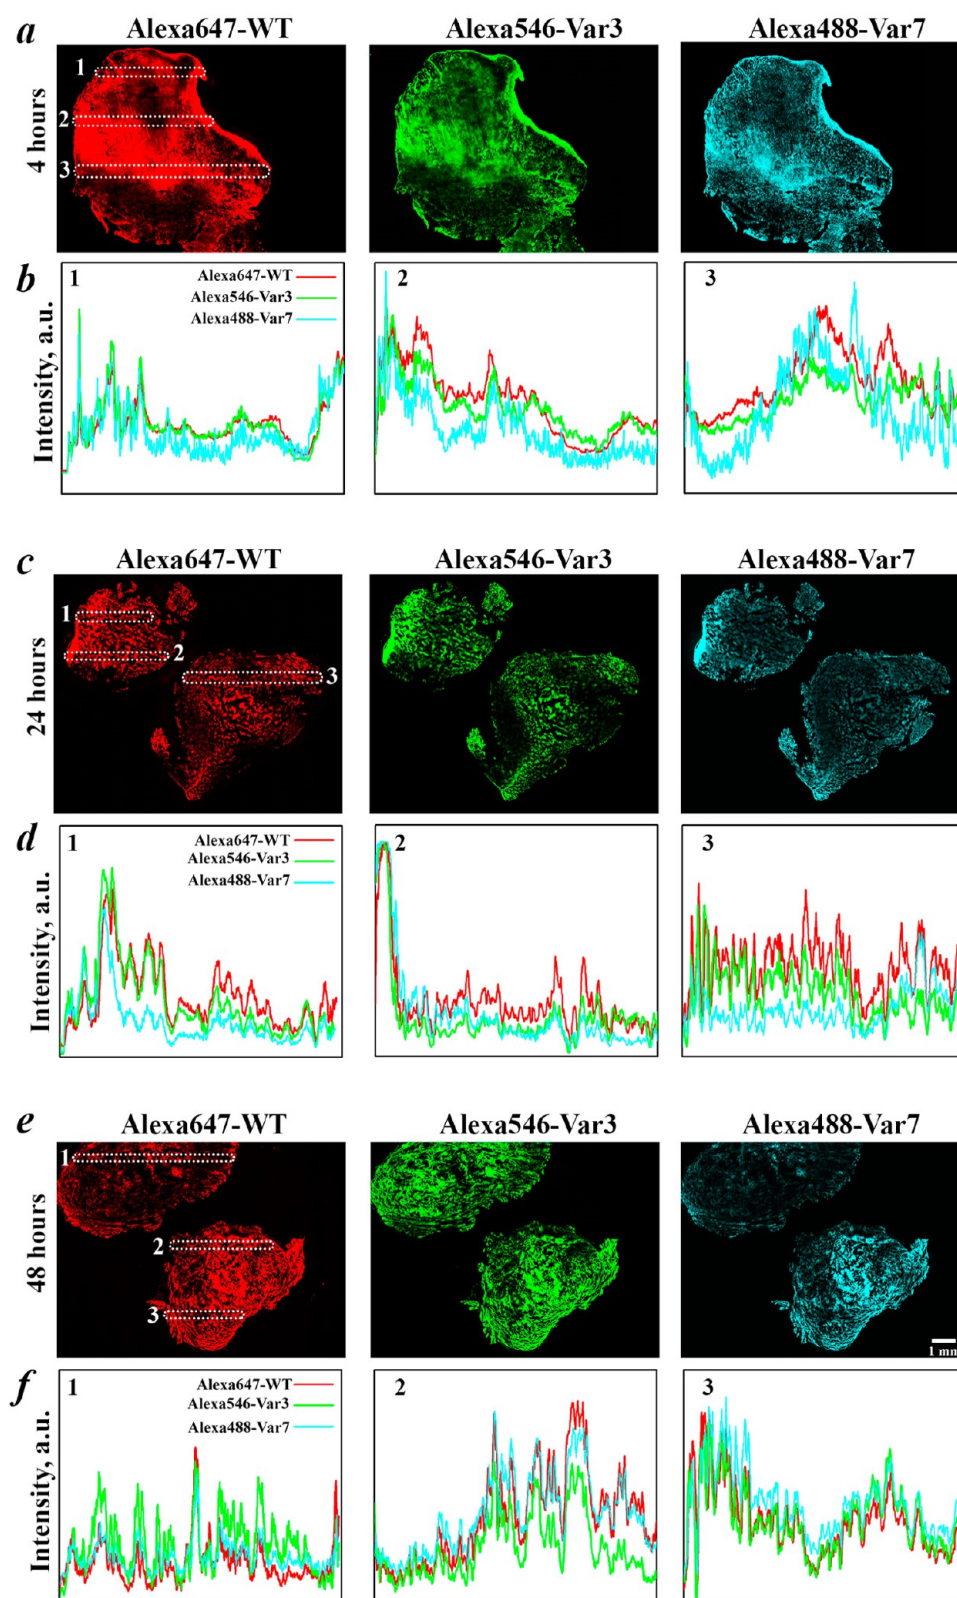 a Alexa647-WT Alexa546-Var3 Alexa488-Var7
4 hours
1
2
3
b
Intensity, a.u.
1 2 3
Alexa647-WT
Alexa546-Var3
Alexa488-Var7
c Alexa647-WT Alexa546-Var3 Alexa488-Var7
24 hours
1
2
3
d
Intensity, a.u.
1 2 3
Alexa647-WT
Alexa546-Var3
Alexa488-Var7
e Alexa647-WT Alexa546-Var3 Alexa488-Var7
48 hours
1
2
3
1 mm
f
Intensity, a.u.
1 2 3
Alexa647-WT
Alexa546-Var3
Alexa488-Var7